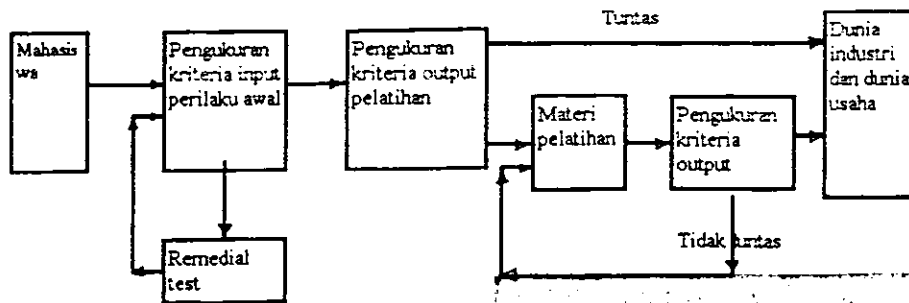 Mahasis
wa
Pengukuran
kriteria input
perilaku awal
Remedial
test
Pengukuran
kriteria output
pelatihan
Tuntas
Materi
pelatihan
Pengukuran
kriteria
output
Tidak tuntas
Dunia
industri
dan dunia
usaha